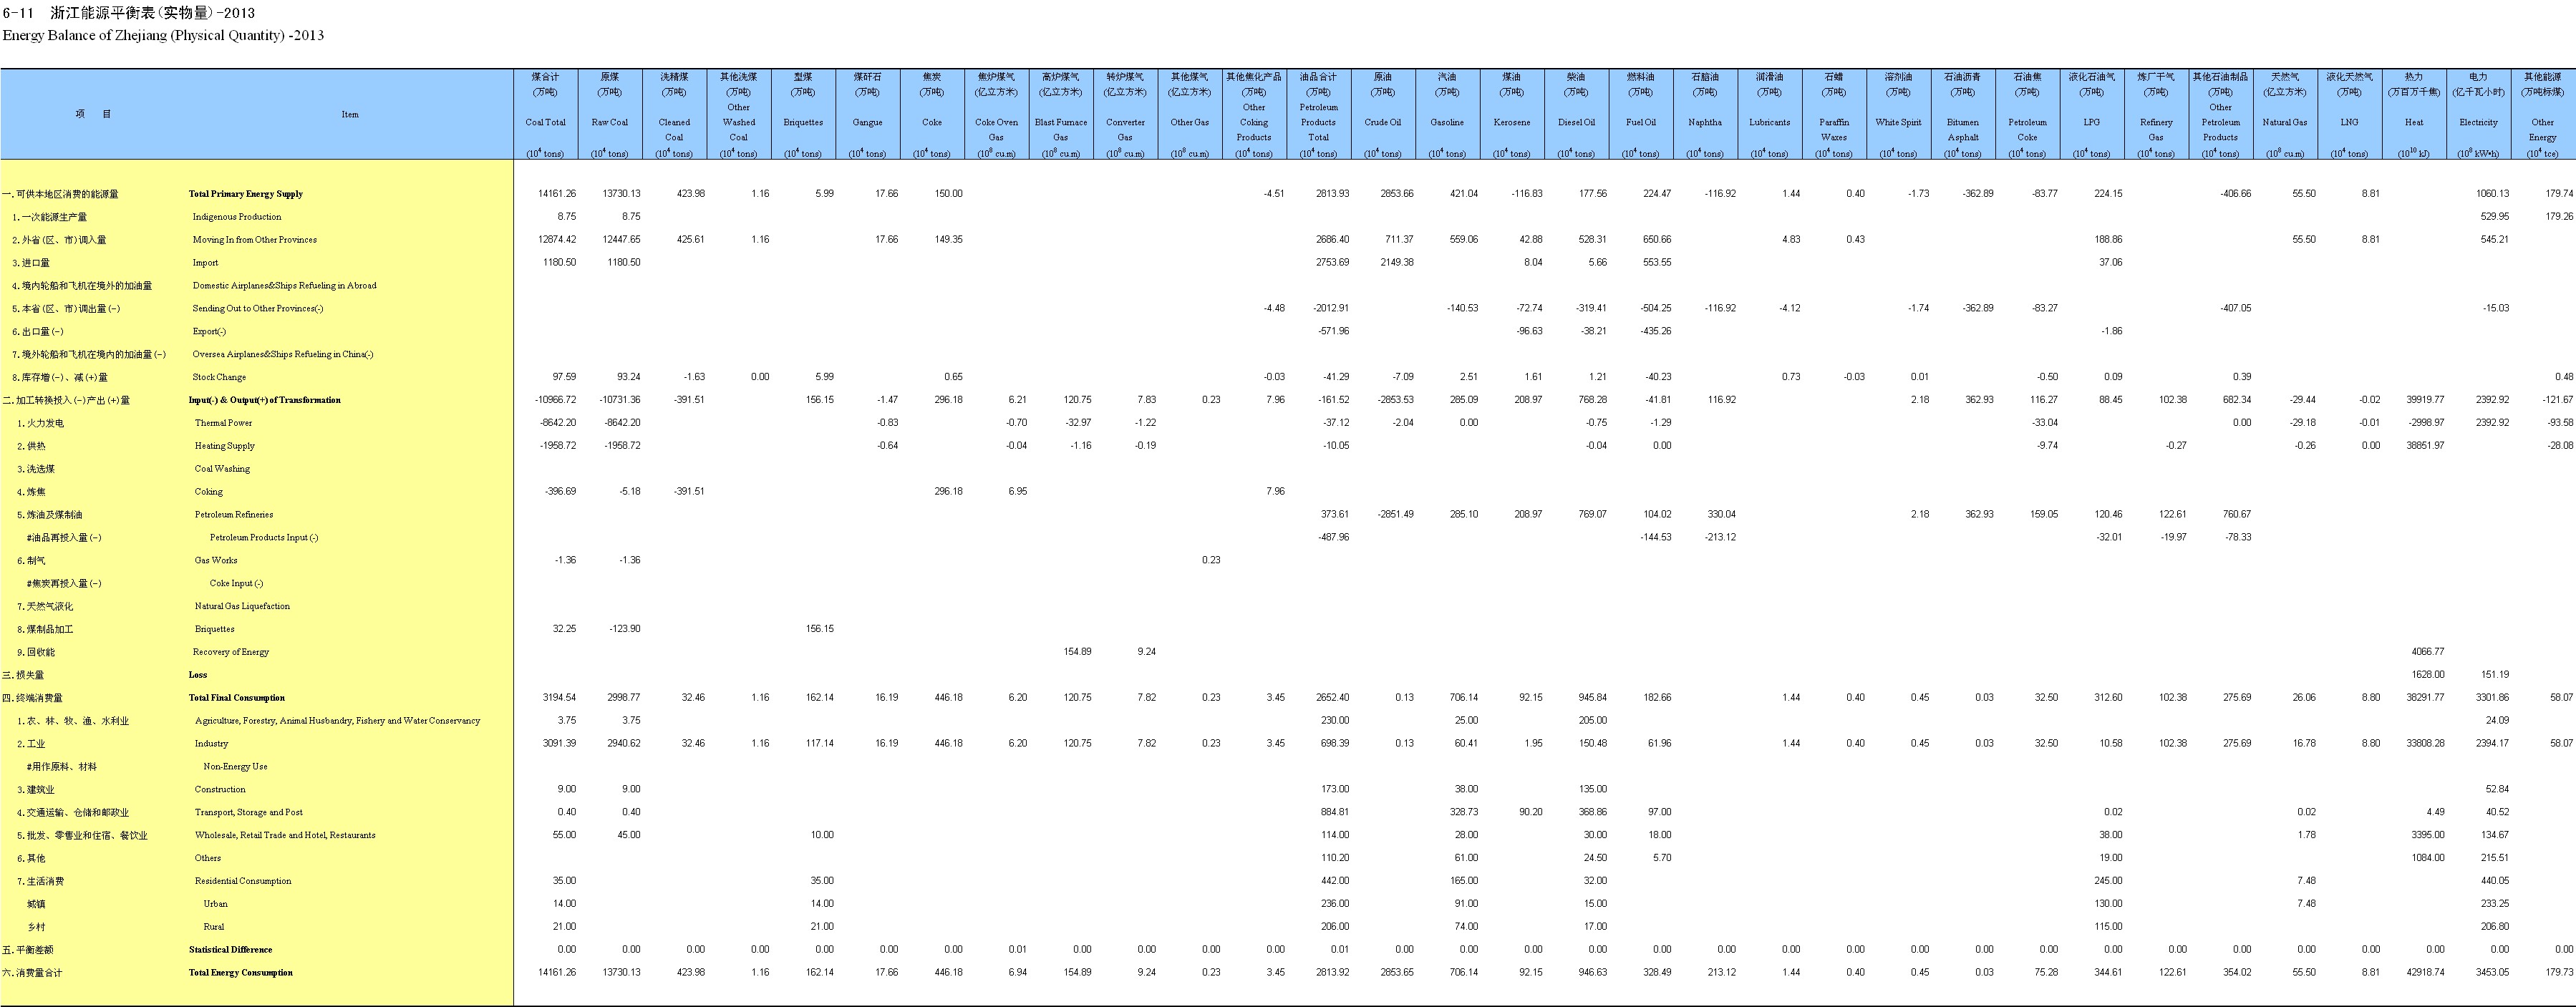 6-11 浙江能源平衡表(实物量)-2013
Energy Balance of Zhejiang (Physical Quantity) -2013
煤合计 原煤 洗精煤 其他洗煤 型煤 煤矸石 焦炭 焦炉煤气 高炉煤气 转炉煤气 其他煤气 其他焦化产品 油品合计 原油 汽油 煤油 柴油 燃料油 石脑油 润滑油 石蜡 溶剂油 石油沥青 石油焦 液化石油气 炼厂干气 其他石油制品 天然气 液化天然气 热力 电力 其他能源
(万吨) (万吨) (万吨) (万吨) (万吨) (万吨) (万吨) (亿立方米) (亿立方米) (亿立方米) (亿立方米) (万吨) (万吨) (万吨) (万吨) (万吨) (万吨) (万吨) (万吨) (万吨) (万吨) (万吨) (万吨) (万吨) (万吨) (万吨) (万吨) (亿立方米) (万吨) (万百万千焦) (亿千瓦小时) (万吨标煤)
项 目 Item Coal Total Raw Coal Cleaned Coal Other Washed Coal Briquettes Gangue Coke Coke Oven Gas Blast Furnace Gas Converter Gas Other Gas Other Coking Products Petroleum Products Total Crude Oil Gasoline Kerosene Diesel Oil Fuel Oil Naphtha Lubricants Paraffin Waxes White Spirit Bitumen Asphalt Petroleum Coke LPG Refinery Gas Other Petroleum Products Natural Gas LNG Heat Electricity Other Energy
(10⁴ tons) (10⁴ tons) (10⁴ tons) (10⁴ tons) (10⁴ tons) (10⁴ tons) (10⁴ tons) (10⁸ cu.m) (10⁸ cu.m) (10⁸ cu.m) (10⁸ cu.m) (10⁴ tons) (10⁴ tons) (10⁴ tons) (10⁴ tons) (10⁴ tons) (10⁴ tons) (10⁴ tons) (10⁴ tons) (10⁴ tons) (10⁴ tons) (10⁴ tons) (10⁴ tons) (10⁴ tons) (10⁴ tons) (10⁴ tons) (10⁴ tons) (10⁸ cu.m) (10⁴ tons) (10¹⁰ kJ) (10⁸ kW•h) (10⁴ tce)
一.可供本地区消费的能源量 Total Primary Energy Supply 14161.26 13730.13 423.98 1.16 5.99 17.66 150.00 -4.51 2813.93 2853.66 421.04 -116.83 177.56 224.47 -116.92 1.44 0.40 -1.73 -362.89 -83.77 224.15 -406.66 55.50 8.81 1060.13 179.74
1.一次能源生产量 Indigenous Production 8.75 8.75 529.95 179.26
2.外省(区、市)调入量 Moving In from Other Provinces 12874.42 12447.65 425.61 1.16 17.66 149.35 2686.40 711.37 559.06 42.88 528.31 650.66 4.83 0.43 188.86 55.50 8.81 545.21
3.进口量 Import 1180.50 1180.50 2753.69 2149.38 8.04 5.66 553.55 37.06
4.境内轮船和飞机在境外的加油量 Domestic Airplanes&Ships Refueling in Abroad
5.本省(区、市)调出量(-) Sending Out to Other Provinces(-) -4.48 -2012.91 -140.53 -72.74 -319.41 -504.25 -116.92 -4.12 -1.74 -362.89 -83.27 -407.05 -15.03
6.出口量(-) Export(-) -571.96 -96.63 -38.21 -435.26 -1.86
7.境外轮船和飞机在境内的加油量(-) Oversea Airplanes&Ships Refueling in China(-)
8.库存增(-)、减(+)量 Stock Change 97.59 93.24 -1.63 0.00 5.99 0.65 -0.03 -41.29 -7.09 2.51 1.61 1.21 -40.23 0.73 -0.03 0.01 -0.50 0.09 0.39 0.48
二.加工转换投入(-)产出(+)量 Input(-) & Output(+) of Transformation -10966.72 -10731.36 -391.51 156.15 -1.47 296.18 6.21 120.75 7.83 0.23 7.96 -161.52 -2853.53 285.09 208.97 768.28 -41.81 116.92 2.18 362.93 116.27 88.45 102.38 682.34 -29.44 -0.02 39919.77 2392.92 -121.67
1.火力发电 Thermal Power -8642.20 -8642.20 -0.83 -0.70 -32.97 -1.22 -37.12 -2.04 0.00 -0.75 -1.29 -33.04 0.00 -29.18 -0.01 -2998.97 2392.92 -93.58
2.供热 Heating Supply -1958.72 -1958.72 -0.64 -0.04 -1.16 -0.19 -10.05 -0.04 0.00 -9.74 -0.27 -0.26 0.00 38851.97 -28.08
3.洗选煤 Coal Washing
4.炼焦 Coking -396.69 -5.18 -391.51 296.18 6.95 7.96
5.炼油及煤制油 Petroleum Refineries 373.61 -2851.49 285.10 208.97 769.07 104.02 330.04 2.18 362.93 159.05 120.46 122.61 760.67
#油品再投入量(-) Petroleum Products Input (-) -487.96 -144.53 -213.12 -32.01 -19.97 -78.33
6.制气 Gas Works -1.36 -1.36 0.23
#焦炭再投入量(-) Coke Input (-)
7.天然气液化 Natural Gas Liquefaction
8.煤制品加工 Briquettes 32.25 -123.90 156.15
9.回收能 Recovery of Energy 154.89 9.24 4066.77
三.损失量 Loss 1628.00 151.19
四.终端消费量 Total Final Consumption 3194.54 2998.77 32.46 1.16 162.14 16.19 446.18 6.20 120.75 7.82 0.23 3.45 2652.40 0.13 706.14 92.15 945.84 182.66 1.44 0.40 0.45 0.03 32.50 312.60 102.38 275.69 26.06 8.80 38291.77 3301.86 58.07
1.农、林、牧、渔、水利业 Agriculture, Forestry, Animal Husbandry, Fishery and Water Conservancy 3.75 3.75 230.00 25.00 205.00 24.09
2.工业 Industry 3091.39 2940.62 32.46 1.16 117.14 16.19 446.18 6.20 120.75 7.82 0.23 3.45 698.39 0.13 60.41 1.95 150.48 61.96 1.44 0.40 0.45 0.03 32.50 10.58 102.38 275.69 16.78 8.80 33808.28 2394.17 58.07
#用作原料、材料 Non-Energy Use
3.建筑业 Construction 9.00 9.00 173.00 38.00 135.00 52.84
4.交通运输、仓储和邮政业 Transport, Storage and Post 0.40 0.40 884.81 328.73 90.20 368.86 97.00 0.02 0.02 4.49 40.52
5.批发、零售业和住宿、餐饮业 Wholesale, Retail Trade and Hotel, Restaurants 55.00 45.00 10.00 114.00 28.00 30.00 18.00 38.00 1.78 3395.00 134.67
6.其他 Others 110.20 61.00 24.50 5.70 19.00 1084.00 215.51
7.生活消费 Residential Consumption 35.00 35.00 442.00 165.00 32.00 245.00 7.48 440.05
城镇 Urban 14.00 14.00 236.00 91.00 15.00 130.00 7.48 233.25
乡村 Rural 21.00 21.00 206.00 74.00 17.00 115.00 206.80
五.平衡差额 Statistical Difference 0.00 0.00 0.00 0.00 0.00 0.00 0.00 0.01 0.00 0.00 0.00 0.00 0.01 0.00 0.00 0.00 0.00 0.00 0.00 0.00 0.00 0.00 0.00 0.00 0.00 0.00 0.00 0.00 0.00 0.00 0.00 0.00
六.消费量合计 Total Energy Consumption 14161.26 13730.13 423.98 1.16 162.14 17.66 446.18 6.94 154.89 9.24 0.23 3.45 2813.92 2853.65 706.14 92.15 946.63 328.49 213.12 1.44 0.40 0.45 0.03 75.28 344.61 122.61 354.02 55.50 8.81 42918.74 3453.05 179.73